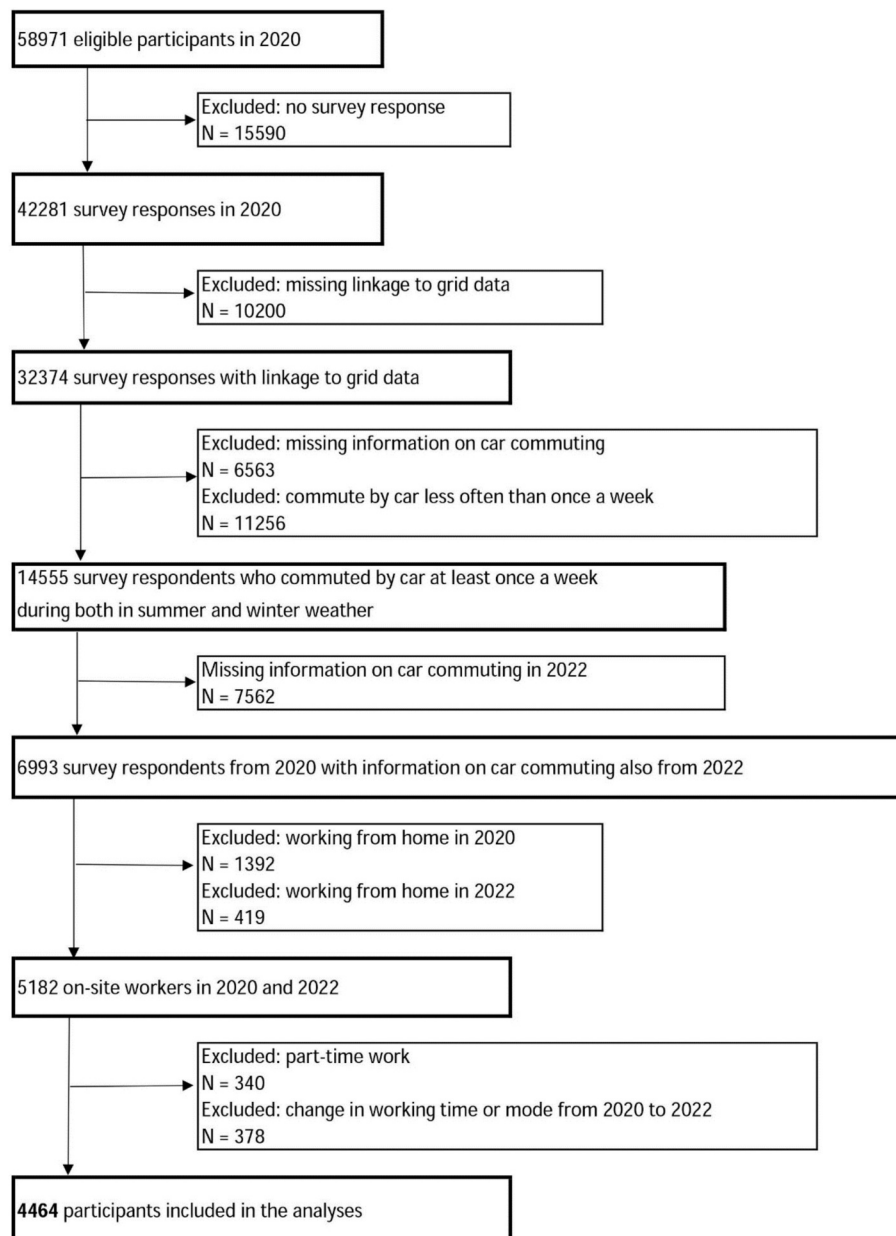 58971 eligible participants in 2020
Excluded: no survey response
N = 15590
42281 survey responses in 2020
Excluded: missing linkage to grid data
N = 10200
32374 survey responses with linkage to grid data
Excluded: missing information on car commuting
N = 6563
Excluded: commute by car less often than once a week
N = 11256
14555 survey respondents who commuted by car at least once a week
during both in summer and winter weather
Missing information on car commuting in 2022
N = 7562
6993 survey respondents from 2020 with information on car commuting also from 2022
Excluded: working from home in 2020
N = 1392
Excluded: working from home in 2022
N = 419
5182 on-site workers in 2020 and 2022
Excluded: part-time work
N = 340
Excluded: change in working time or mode from 2020 to 2022
N = 378
4464 participants included in the analyses